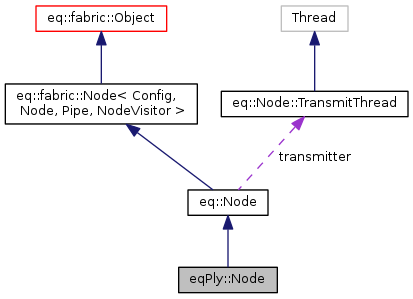 eq::fabric::Object
Thread
eq::fabric::Node< Config,
Node, Pipe, NodeVisitor >
eq::Node::TransmitThread
transmitter
eq::Node
eqPly::Node